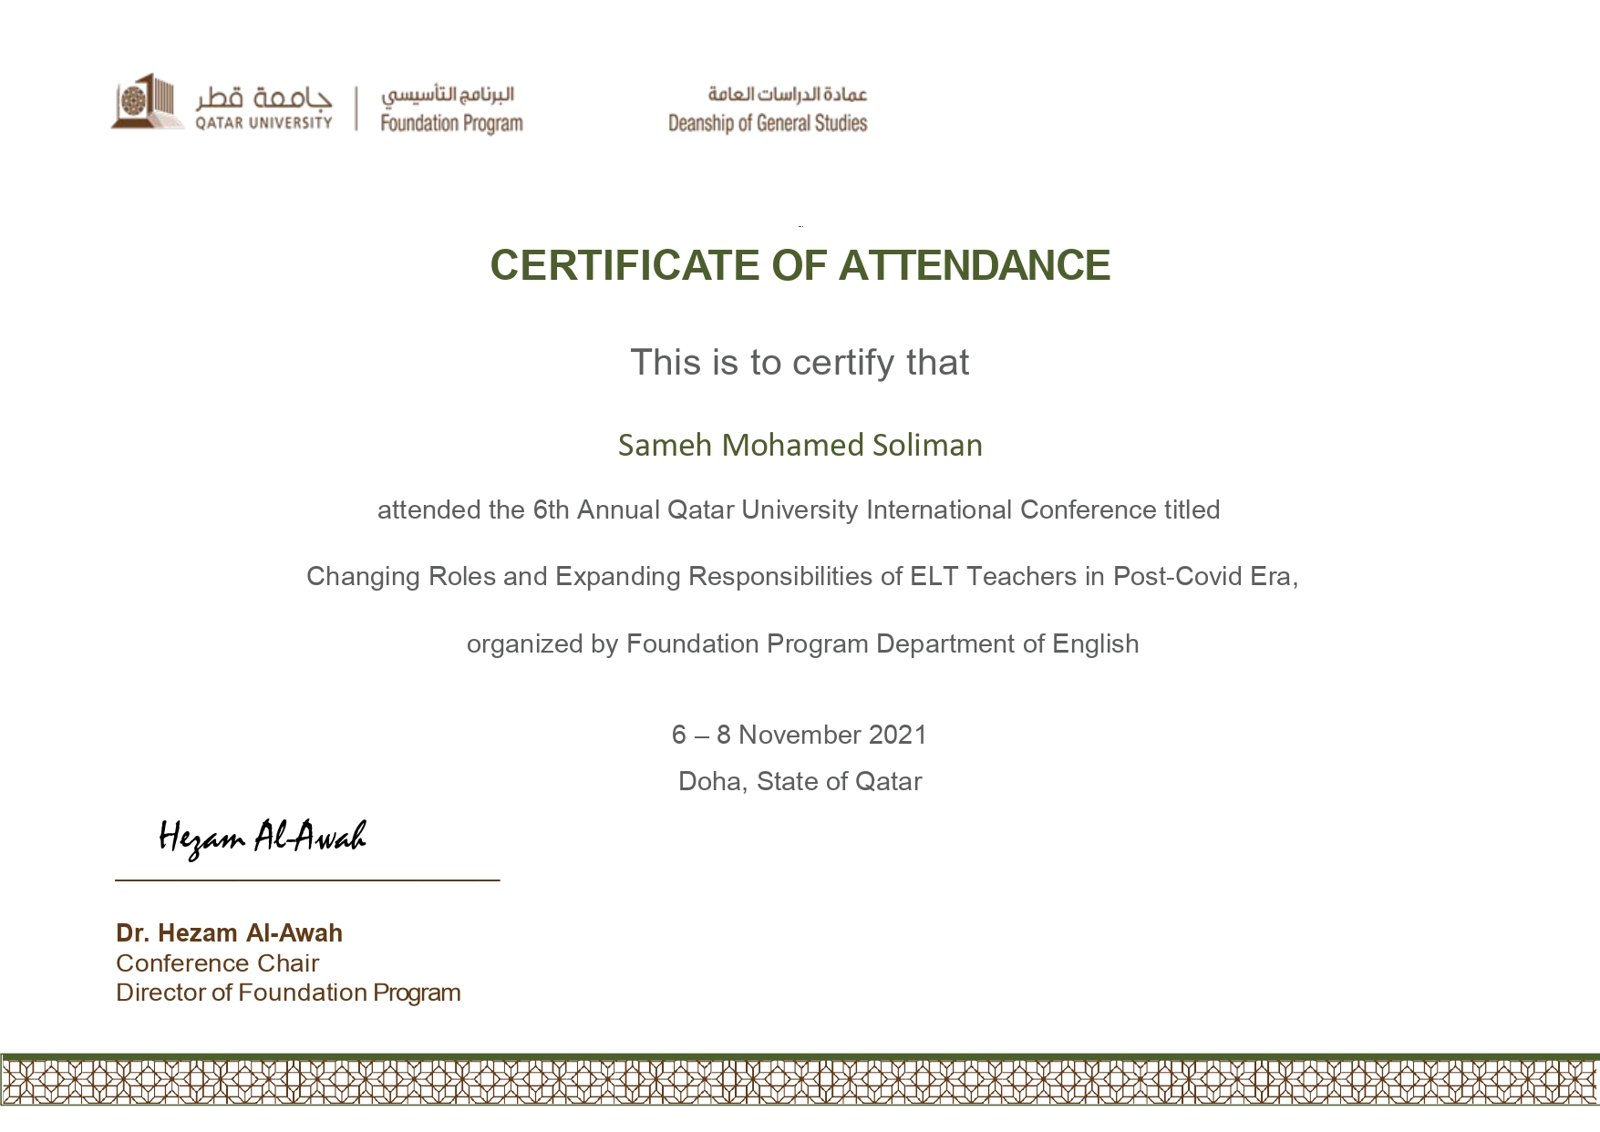 جامعة قطر
QATAR UNIVERSITY
البرنامج التأسيسي
Foundation Program
عمادة الدراسات العامة
Deanship of General Studies
CERTIFICATE OF ATTENDANCE
This is to certify that
Sameh Mohamed Soliman
attended the 6th Annual Qatar University International Conference titled
Changing Roles and Expanding Responsibilities of ELT Teachers in Post-Covid Era,
organized by Foundation Program Department of English
6 – 8 November 2021
Doha, State of Qatar
Hezam Al-Awah
Dr. Hezam Al-Awah
Conference Chair
Director of Foundation Program